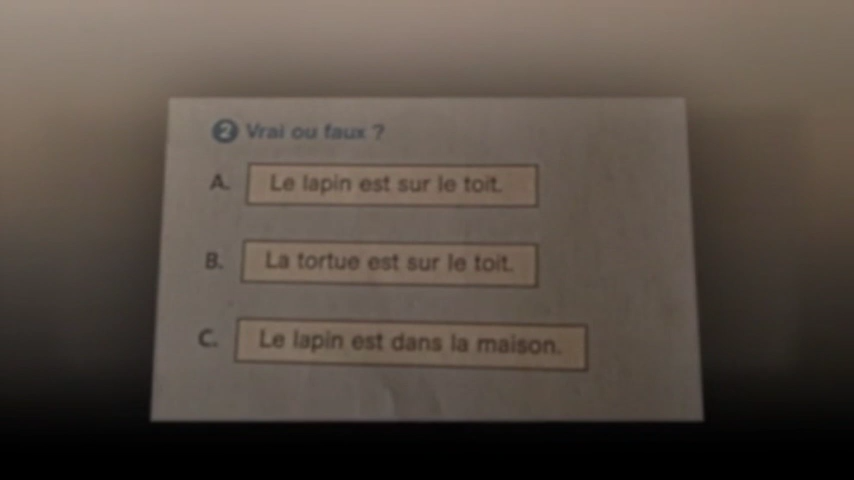 2 Vrai ou faux ?
A. Le lapin est sur le toit.
B. La tortue est sur le toit.
C. Le lapin est dans la maison.